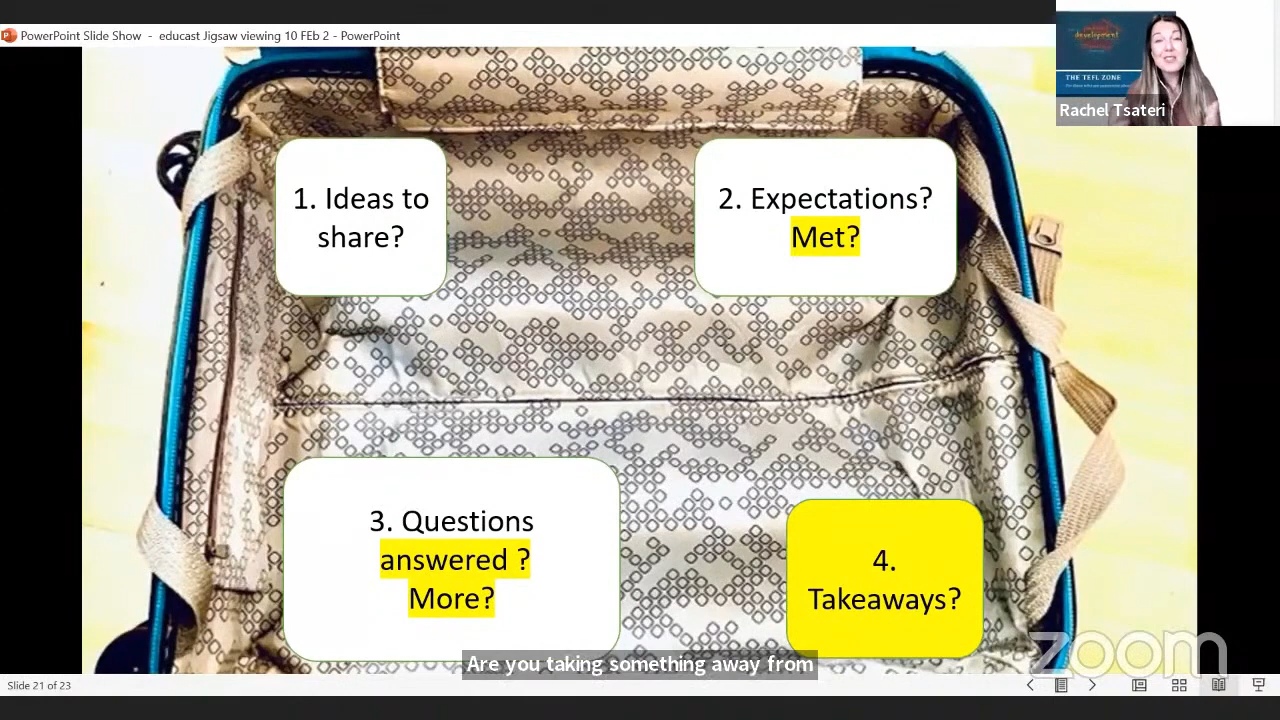 PowerPoint Slide Show - educast Jigsaw viewing 10 FEb 2 - PowerPoint
development
THE TEFL ZONE
Rachel Tsateri
1. Ideas to
share?
2. Expectations?
Met?
3. Questions
answered ?
More?
4.
Takeaways?
Are you taking something away from
zoom
Slide 21 of 23